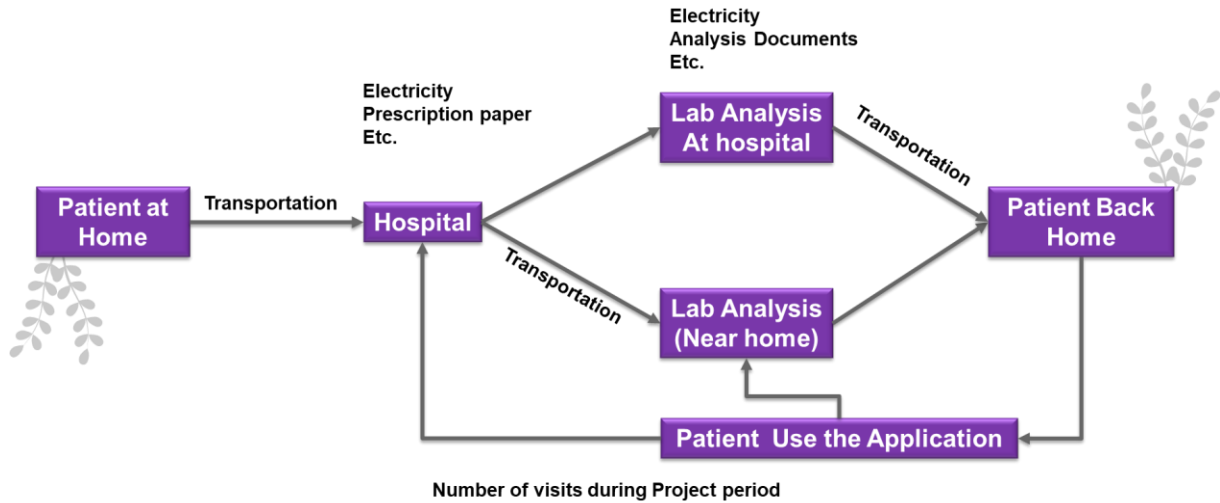 Electricity
Analysis Documents
Etc.
Electricity
Prescription paper
Etc.
Lab Analysis
At hospital
Transportation
Patient at
Home
Transportation
Hospital
Patient Back
Home
Transportation
Lab Analysis
(Near home)
Patient Use the Application
Number of visits during Project period